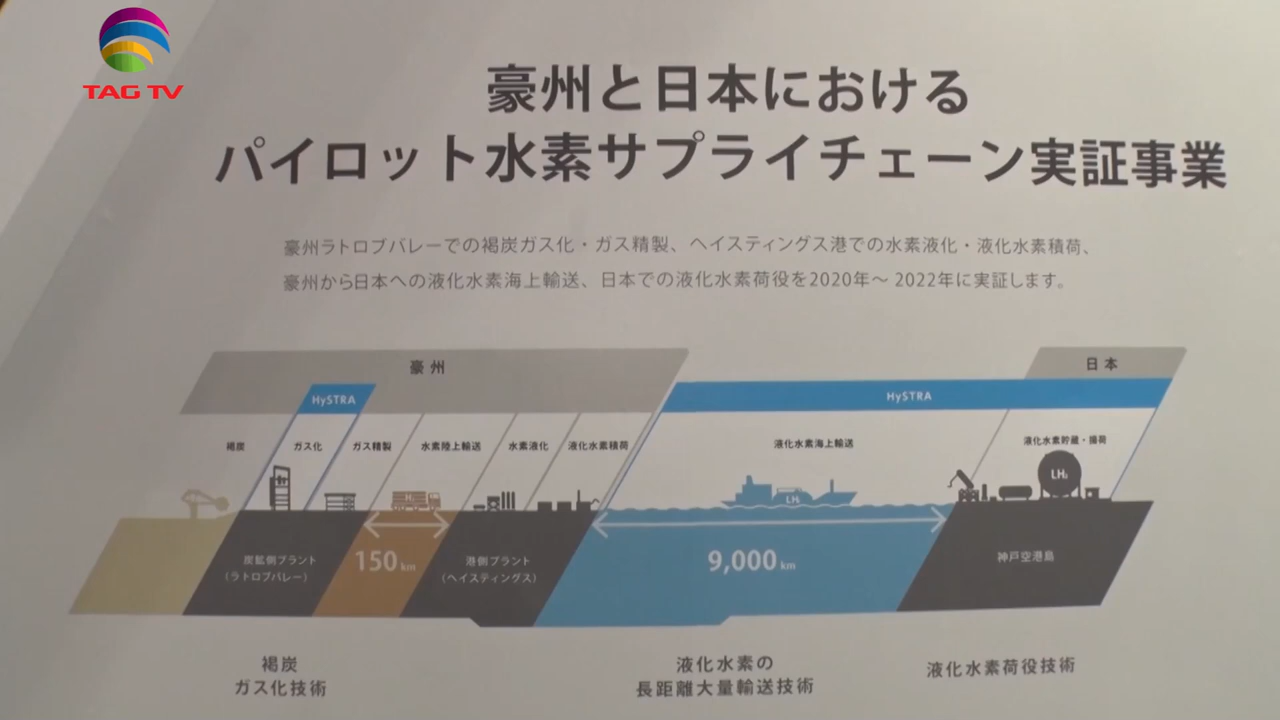 TAG TV
豪州と日本における
パイロット水素サプライチェーン実証事業
豪州ラトロブバレーでの褐炭ガス化・ガス精製、ヘイスティングス港での水素液化・液化水素積荷、
豪州から日本への液化水素海上輸送、日本での液化水素荷役を2020年～2022年に実証します。
豪州
日本
HySTRA
HySTRA
褐炭
ガス化
ガス精製
水素陸上輸送
水素液化
液化水素積荷
液化水素海上輸送
液化水素貯蔵・揚荷
H₂
LH₂
LH₂
炭鉱側プラント
(ラトロブバレー)
150km
港側プラント
(ヘイスティングス)
9,000km
神戸空港島
褐炭
ガス化技術
液化水素の
長距離大量輸送技術
液化水素荷役技術